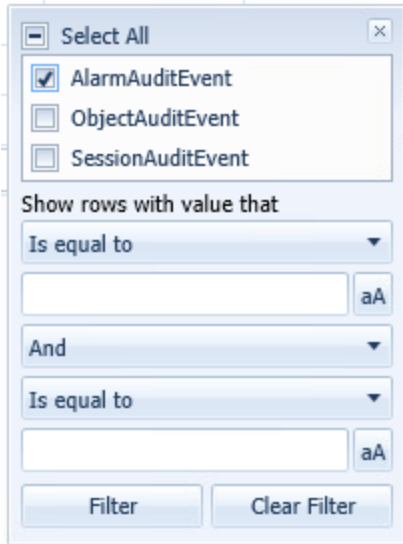 Select All
AlarmAuditEvent
ObjectAuditEvent
SessionAuditEvent
Show rows with value that
Is equal to
aA
And
Is equal to
aA
Filter Clear Filter